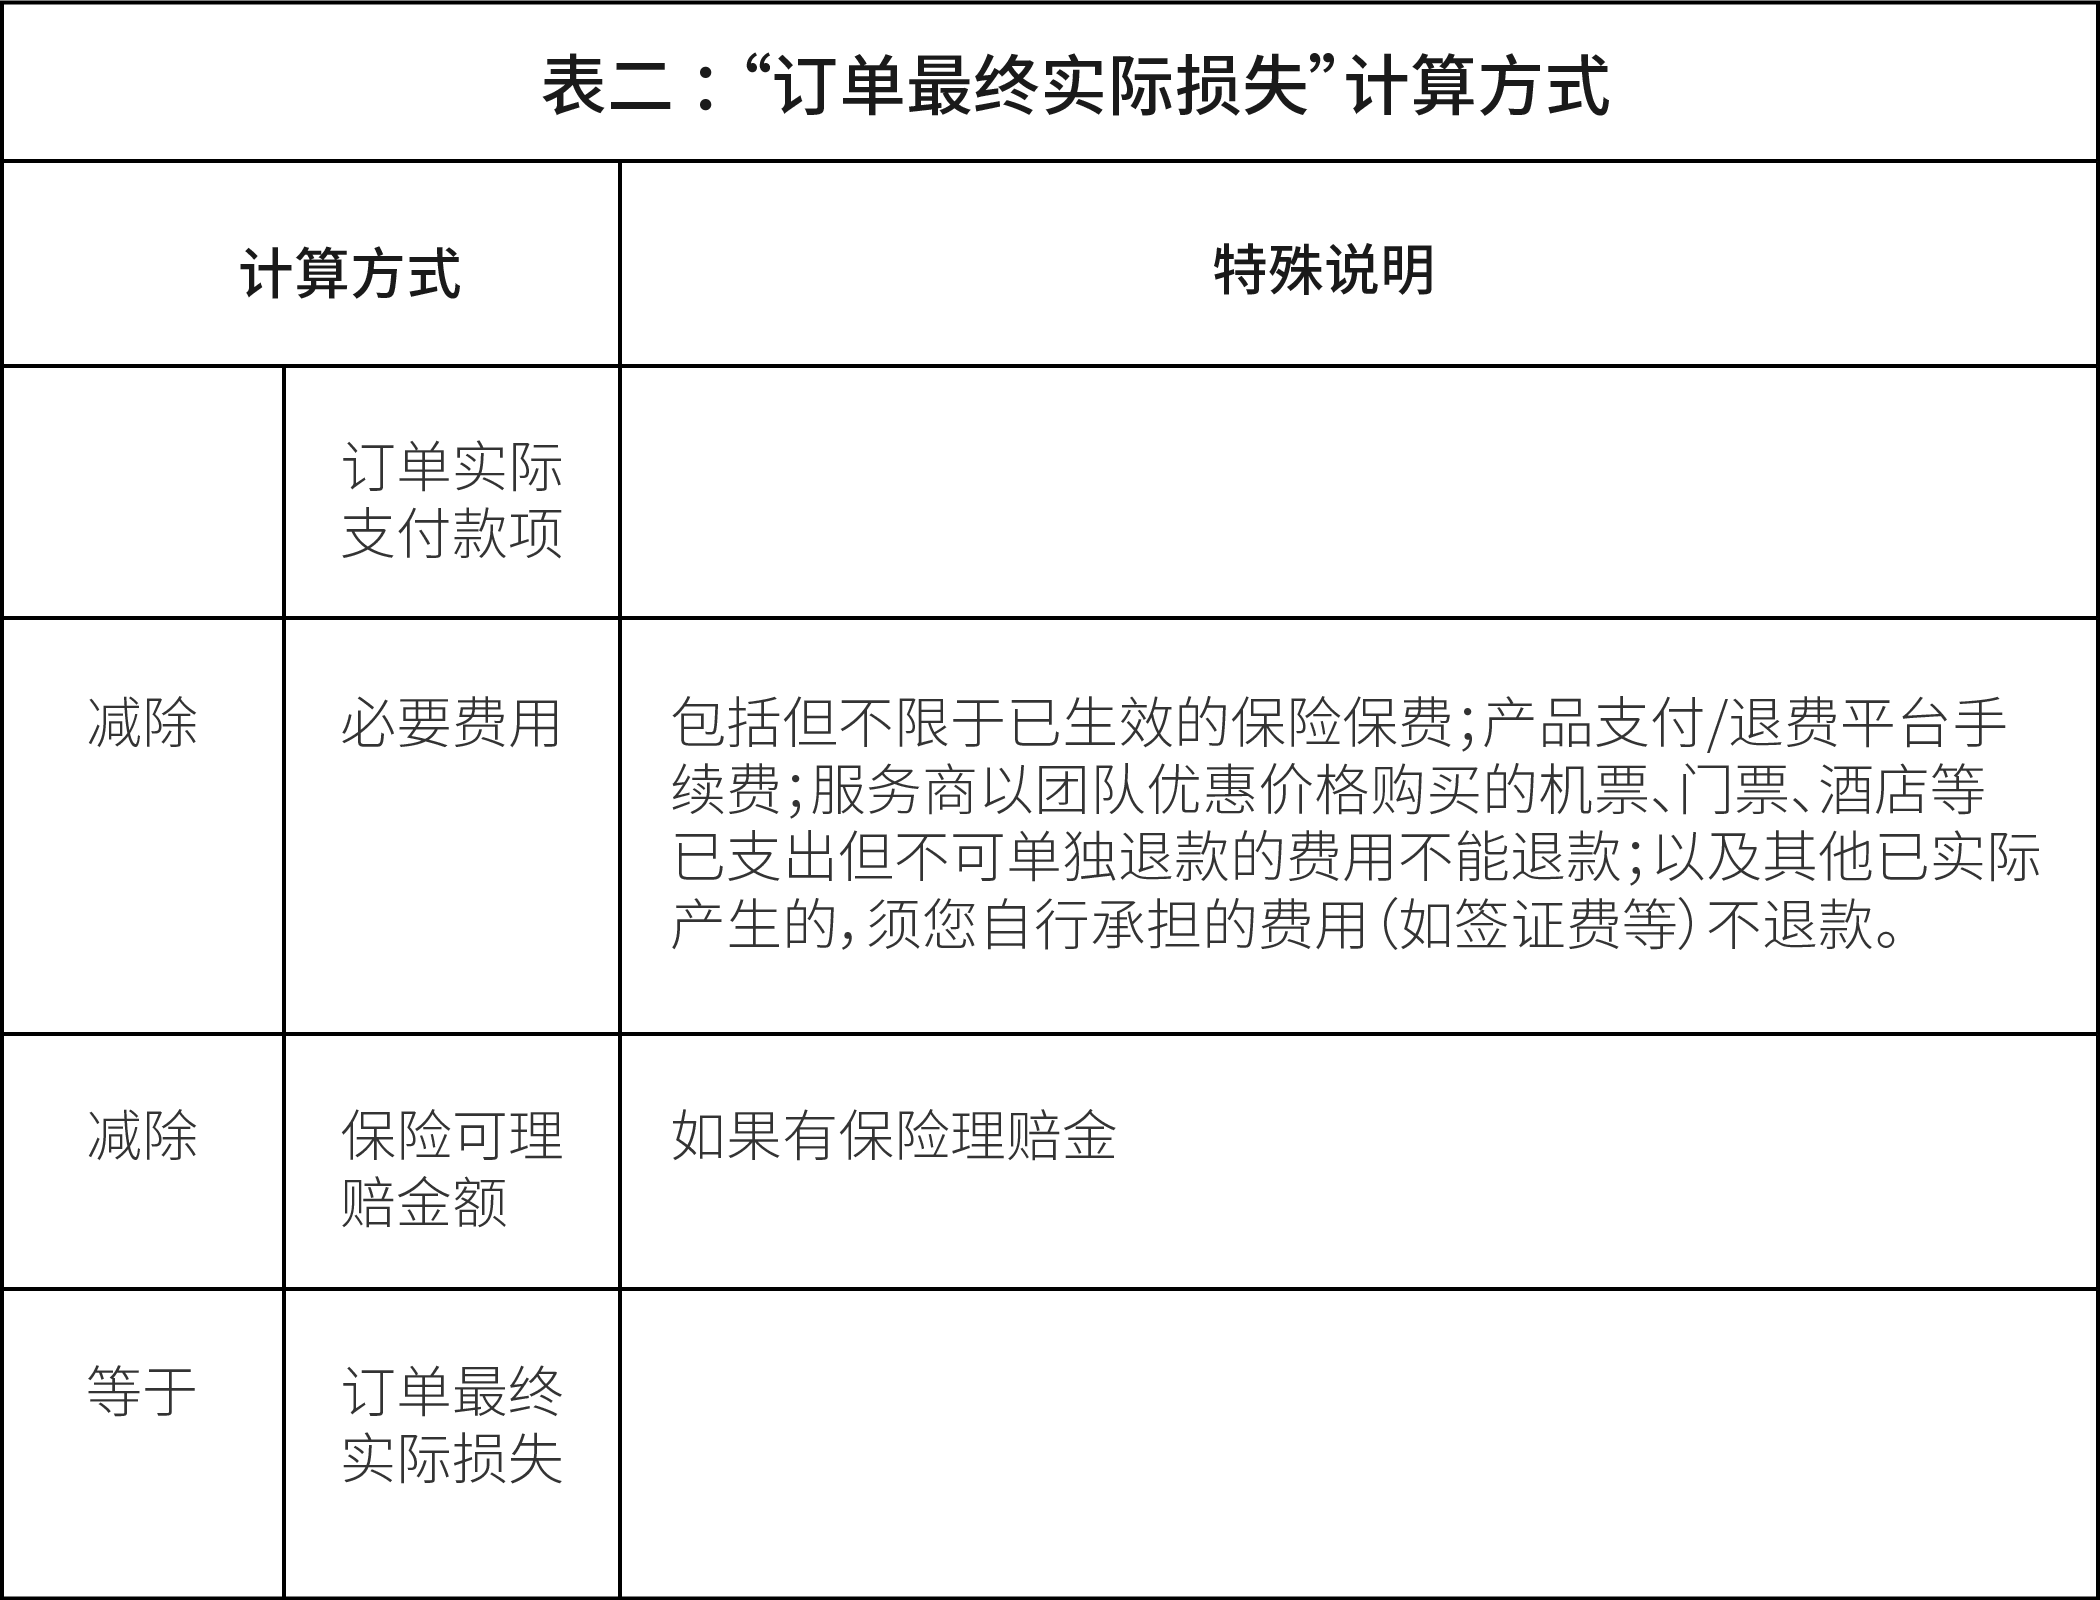 表二：“订单最终实际损失”计算方式
计算方式
特殊说明
订单实际
支付款项
减除
必要费用
包括但不限于已生效的保险保费；产品支付/退费平台手
续费；服务商以团队优惠价格购买的机票、门票、酒店等
已支出但不可单独退款的费用不能退款；以及其他已实际
产生的，须您自行承担的费用（如签证费等）不退款。
减除
保险可理
赔金额
如果有保险理赔金
等于
订单最终
实际损失